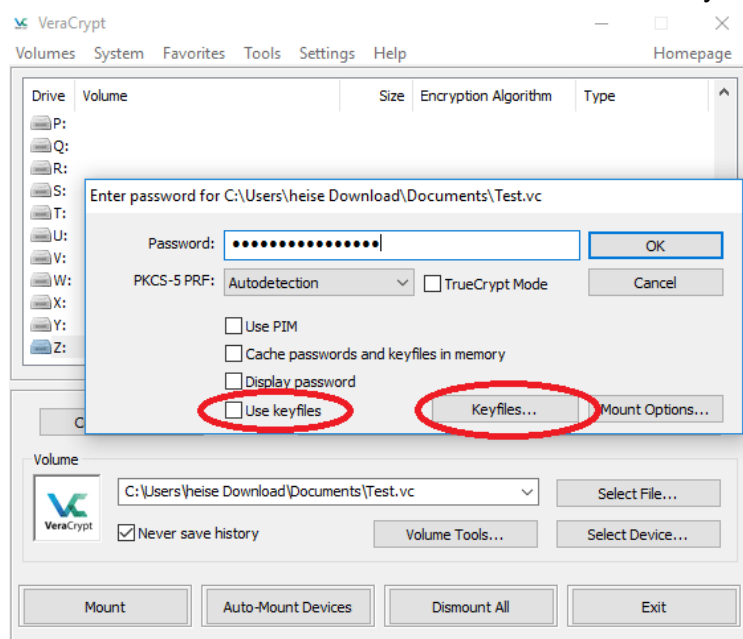 VeraCrypt
Volumes System Favorites Tools Settings Help Homepage
Drive Volume Size Encryption Algorithm Type
P:
Q:
R:
S:
T:
U:
V:
W:
X:
Y:
Z:
Enter password for C:\Users\heise Download\Documents\Test.vc
Password: ●●●●●●●●●●●●●●●● OK
PKCS-5 PRF: Autodetection TrueCrypt Mode Cancel
Use PIM
Cache passwords and keyfiles in memory
Display password
Use keyfiles Keyfiles... Mount Options...
Volume
C:\Users\heise Download\Documents\Test.vc Select File...
VeraCrypt
Never save history Volume Tools... Select Device...
Mount Auto-Mount Devices Dismount All Exit